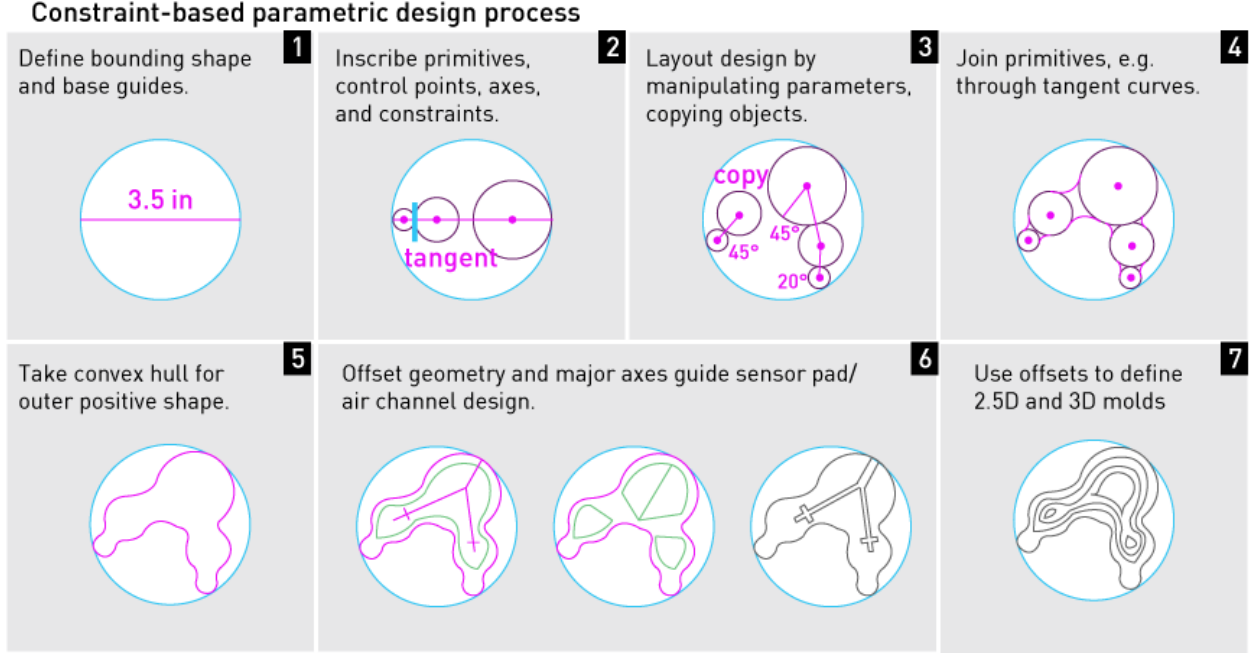 Constraint-based parametric design process
1
Define bounding shape
and base guides.
3.5 in
2
Inscribe primitives,
control points, axes,
and constraints.
tangent
3
Layout design by
manipulating parameters,
copying objects.
copy
45°
45°
20°
4
Join primitives, e.g.
through tangent curves.
5
Take convex hull for
outer positive shape.
6
Offset geometry and major axes guide sensor pad/
air channel design.
7
Use offsets to define
2.5D and 3D molds